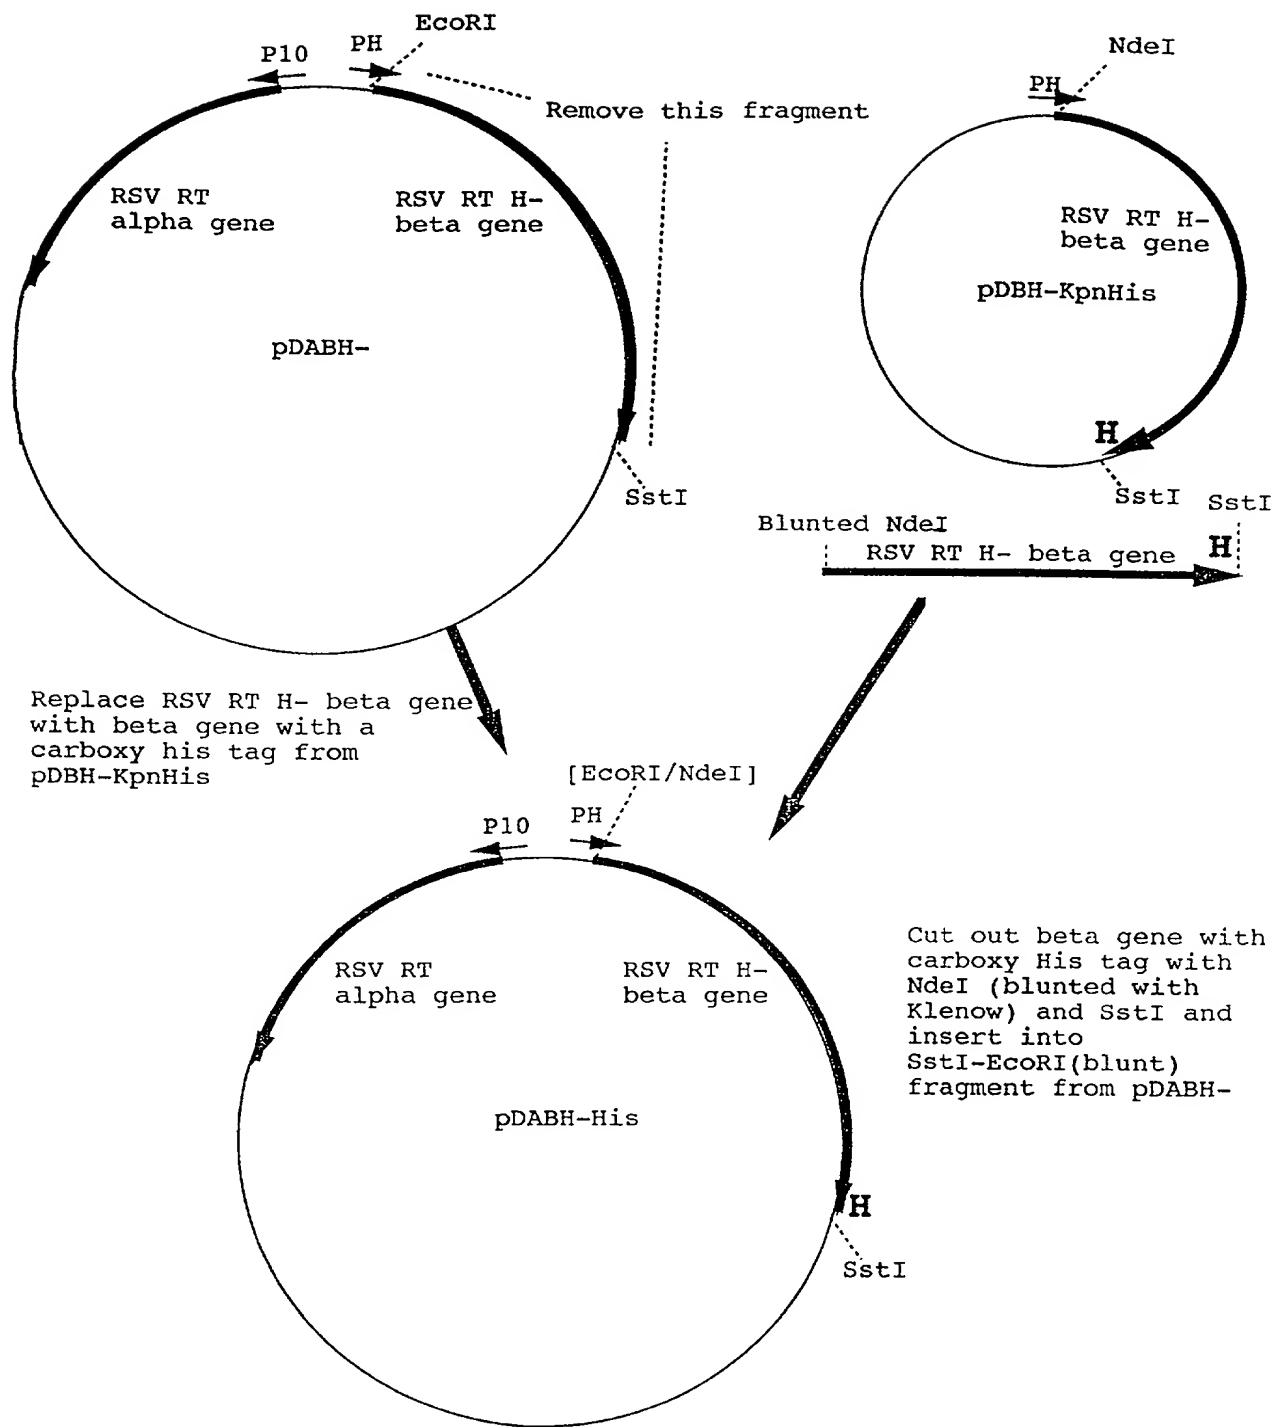 EcoRI
P10
PH
Remove this fragment
RSV RT
alpha gene
RSV RT H-
beta gene
pDABH-
SstI
NdeI
PH
RSV RT H-
beta gene
pDBH-KpnHis
H
SstI
SstI
Blunted NdeI
RSV RT H- beta gene
H
Replace RSV RT H- beta gene
with beta gene with a
carboxy his tag from
pDBH-KpnHis
[EcoRI/NdeI]
P10
PH
RSV RT
alpha gene
RSV RT H-
beta gene
pDABH-His
H
SstI
Cut out beta gene with
carboxy His tag with
NdeI (blunted with
Klenow) and SstI and
insert into
SstI-EcoRI(blunt)
fragment from pDABH-